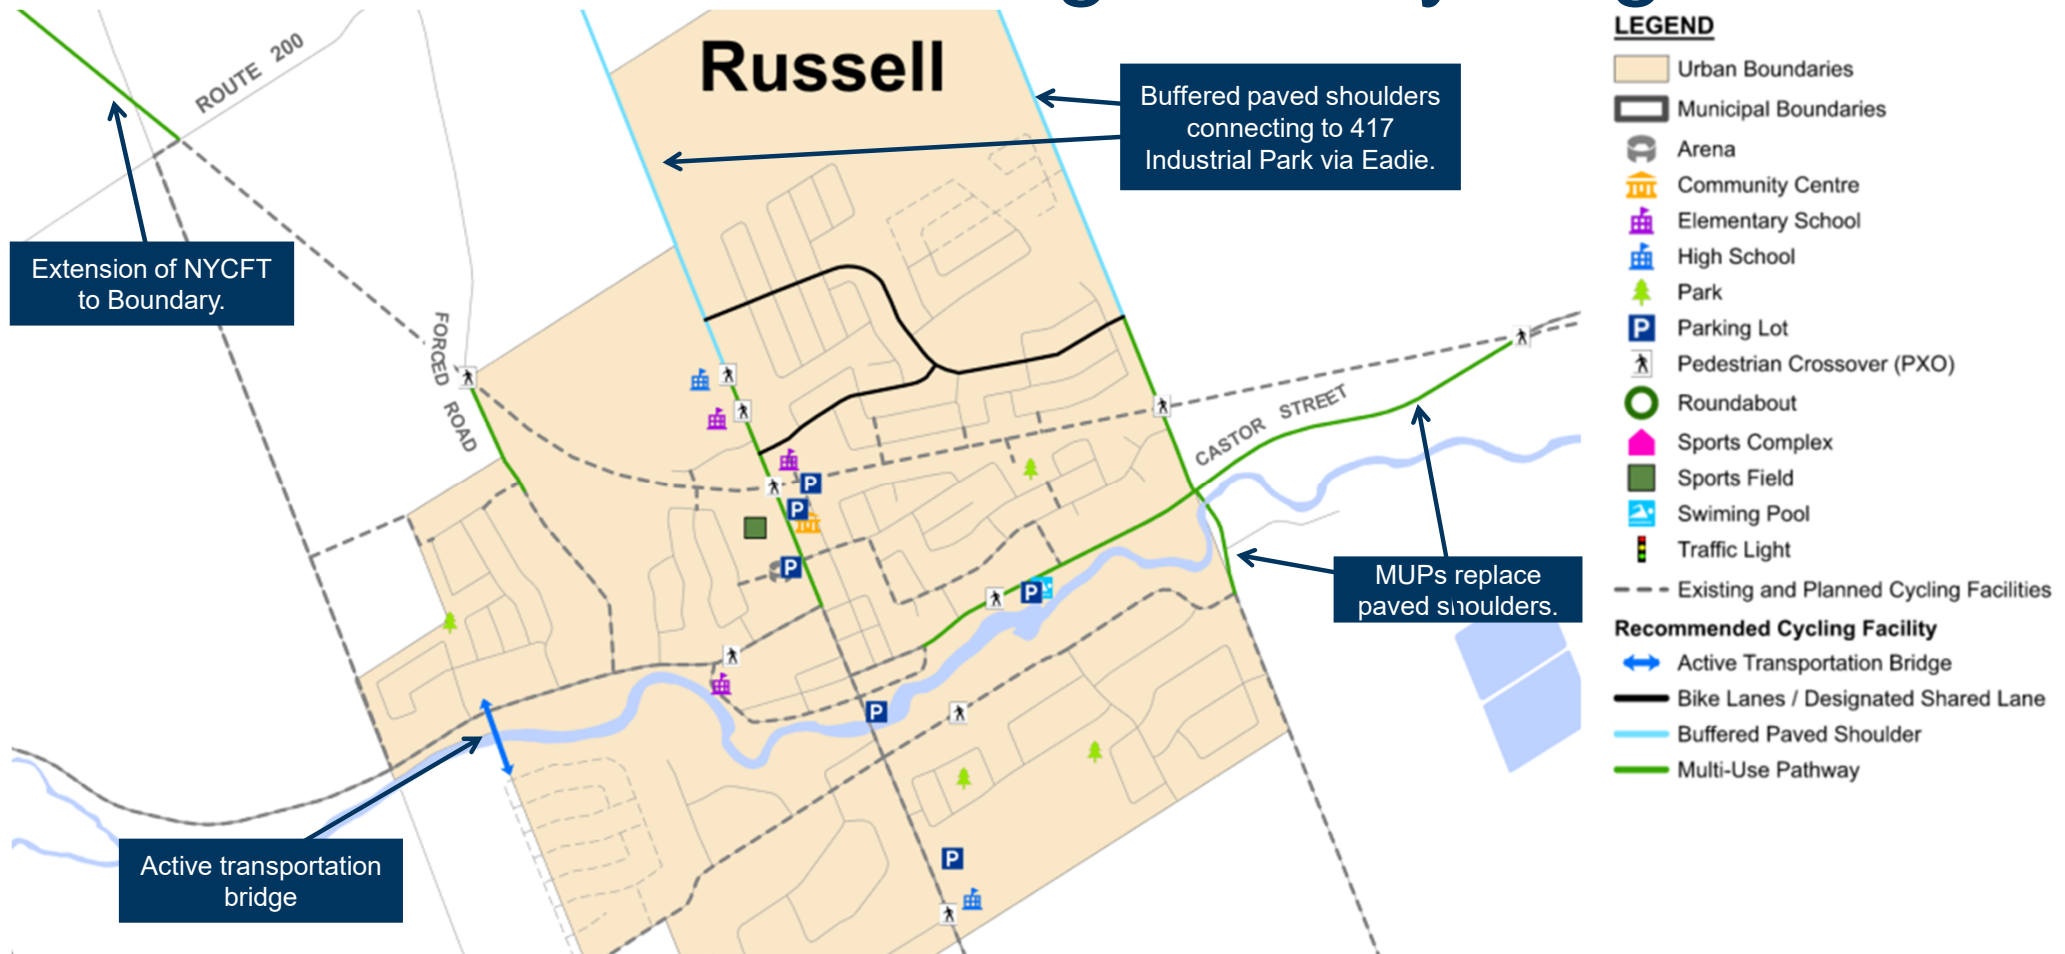 Russell
ROUTE 200
Buffered paved shoulders
connecting to 417
Industrial Park via Eadie.
Extension of NYCFT
to Boundary.
FORCED ROAD
CASTOR STREET
MUPs replace
paved shoulders.
Active transportation
bridge
P
P
P
P
P
P
LEGEND
Urban Boundaries
Municipal Boundaries
Arena
Community Centre
Elementary School
High School
Park
P Parking Lot
Pedestrian Crossover (PXO)
Roundabout
Sports Complex
Sports Field
Swiming Pool
Traffic Light
Existing and Planned Cycling Facilities
Recommended Cycling Facility
Active Transportation Bridge
Bike Lanes / Designated Shared Lane
Buffered Paved Shoulder
Multi-Use Pathway